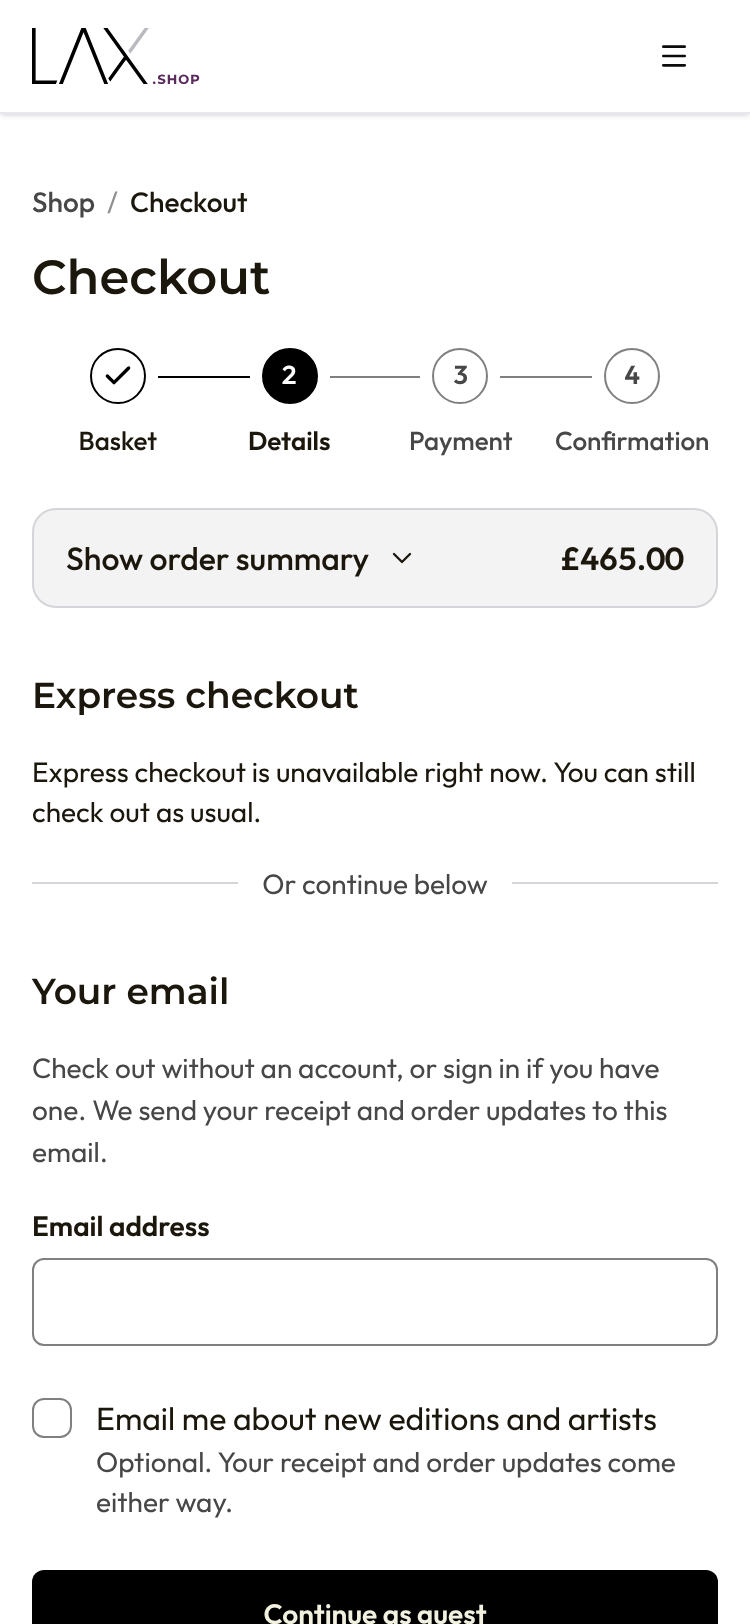 LAX.SHOP
Shop / Checkout
Checkout
2 3 4
Basket Details Payment Confirmation
Show order summary £465.00
Express checkout
Express checkout is unavailable right now. You can still
check out as usual.
Or continue below
Your email
Check out without an account, or sign in if you have
one. We send your receipt and order updates to this
email.
Email address
Email me about new editions and artists
Optional. Your receipt and order updates come
either way.
Continue as guest